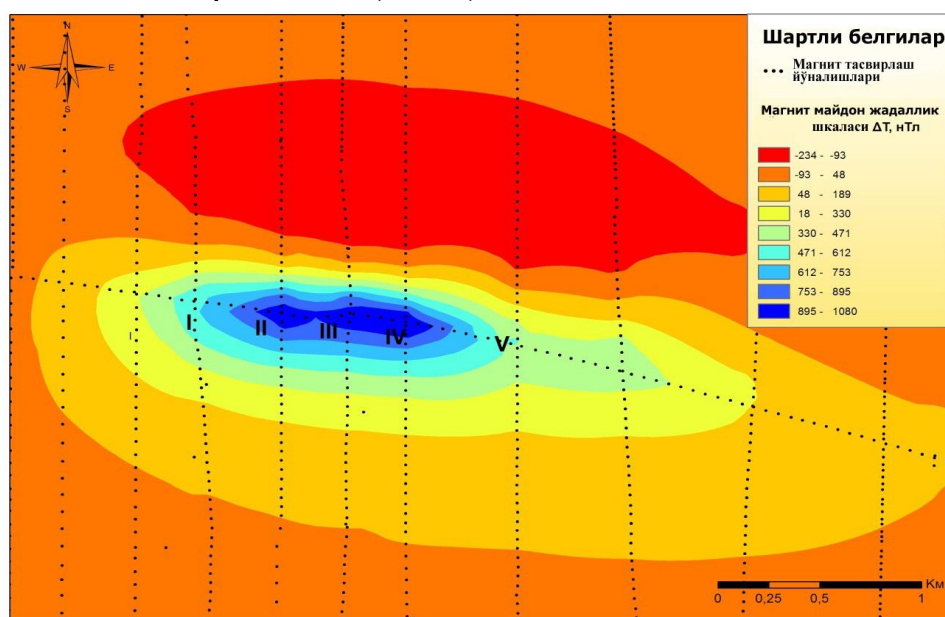 N
W E
S
Шартли белгилар
Магнит тасвирлаш
йўналишлари
Магнит майдон жадаллик
шкаласи ΔТ, нТл
-234 - -93
-93 - 48
48 - 189
18 - 330
330 - 471
471 - 612
612 - 753
753 - 895
895 - 1080
I
I
II
III
IV
V
Км
0 0,25 0,5 1